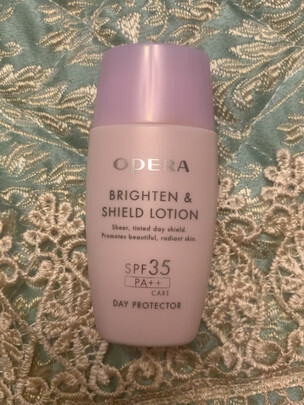 OPERA
BRIGHTEN &
SHIELD LOTION
Sheer, tinted day shield.
Promotes beautiful, radiant skin.
SPF35
PA++
CARE
DAY PROTECTOR